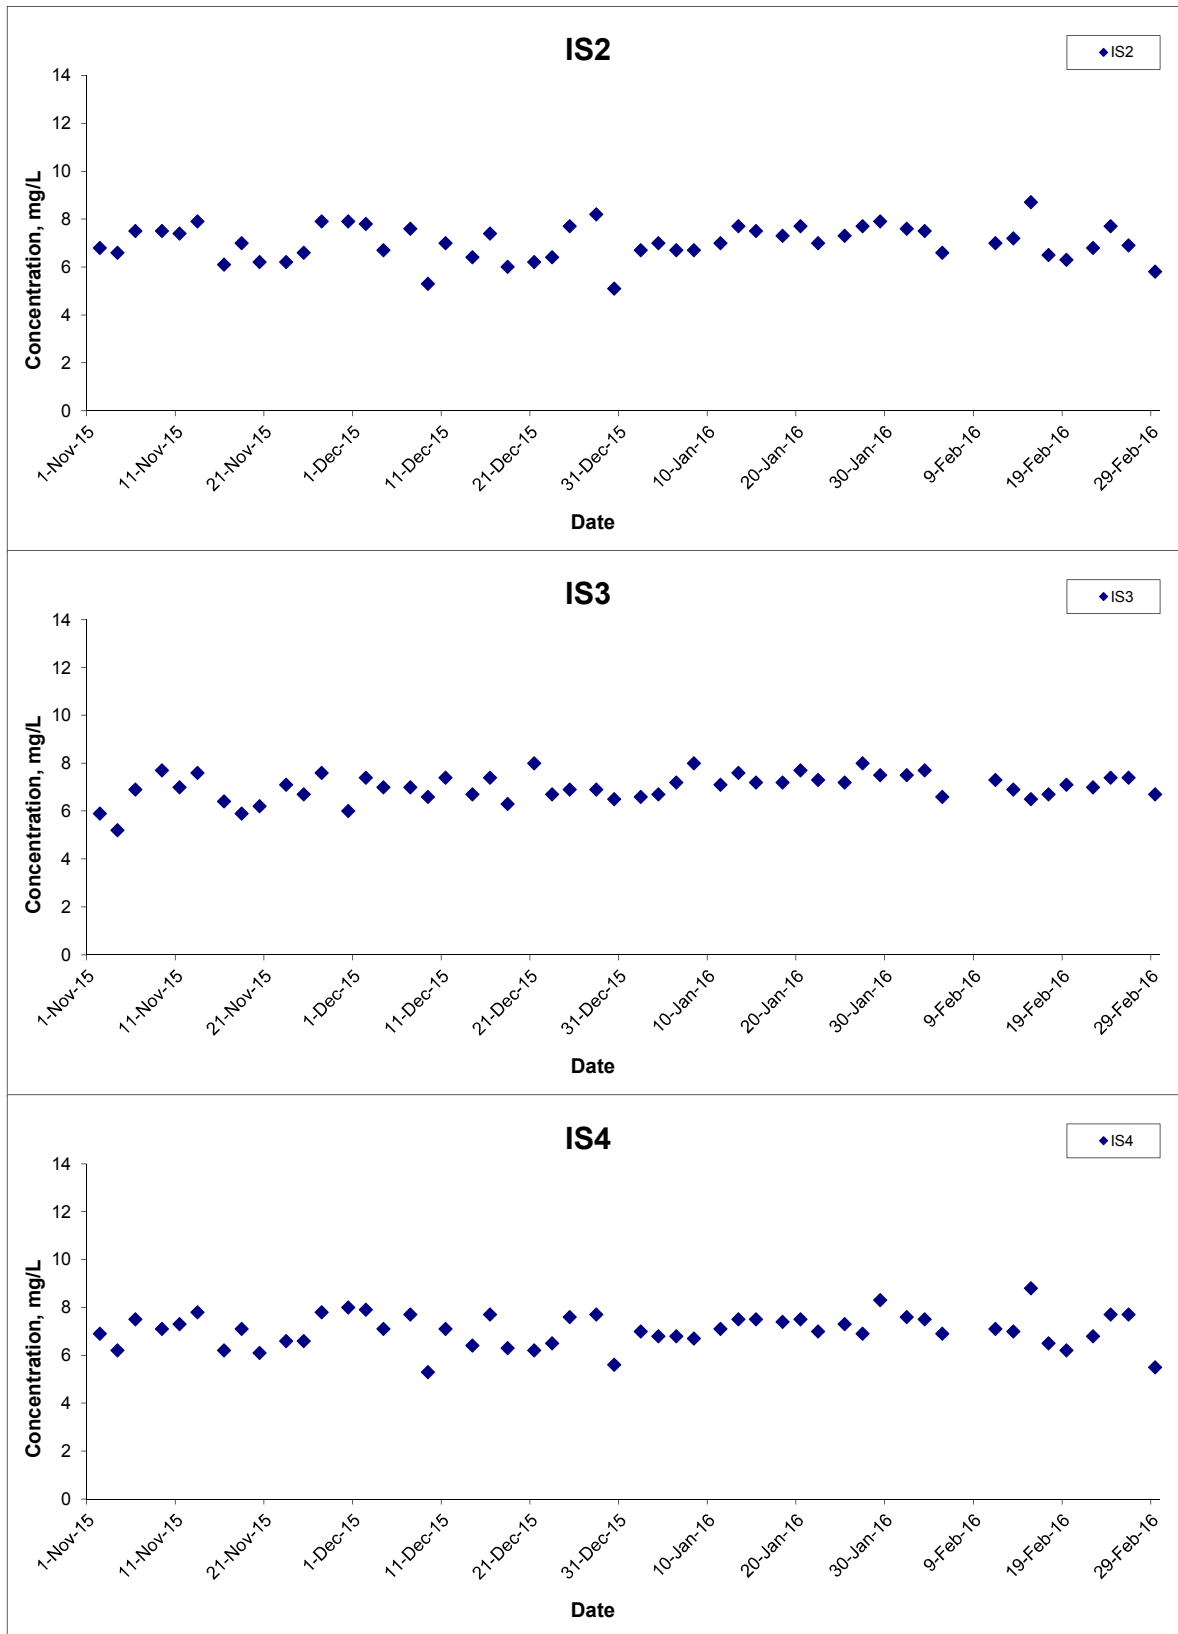 IS2
IS2
14
12
10
8
6
4
2
0
Concentration, mg/L
1-Nov-15
11-Nov-15
21-Nov-15
1-Dec-15
11-Dec-15
21-Dec-15
31-Dec-15
10-Jan-16
20-Jan-16
30-Jan-16
9-Feb-16
19-Feb-16
29-Feb-16
Date
IS3
IS3
14
12
10
8
6
4
2
0
Concentration, mg/L
1-Nov-15
11-Nov-15
21-Nov-15
1-Dec-15
11-Dec-15
21-Dec-15
31-Dec-15
10-Jan-16
20-Jan-16
30-Jan-16
9-Feb-16
19-Feb-16
29-Feb-16
Date
IS4
IS4
14
12
10
8
6
4
2
0
Concentration, mg/L
1-Nov-15
11-Nov-15
21-Nov-15
1-Dec-15
11-Dec-15
21-Dec-15
31-Dec-15
10-Jan-16
20-Jan-16
30-Jan-16
9-Feb-16
19-Feb-16
29-Feb-16
Date